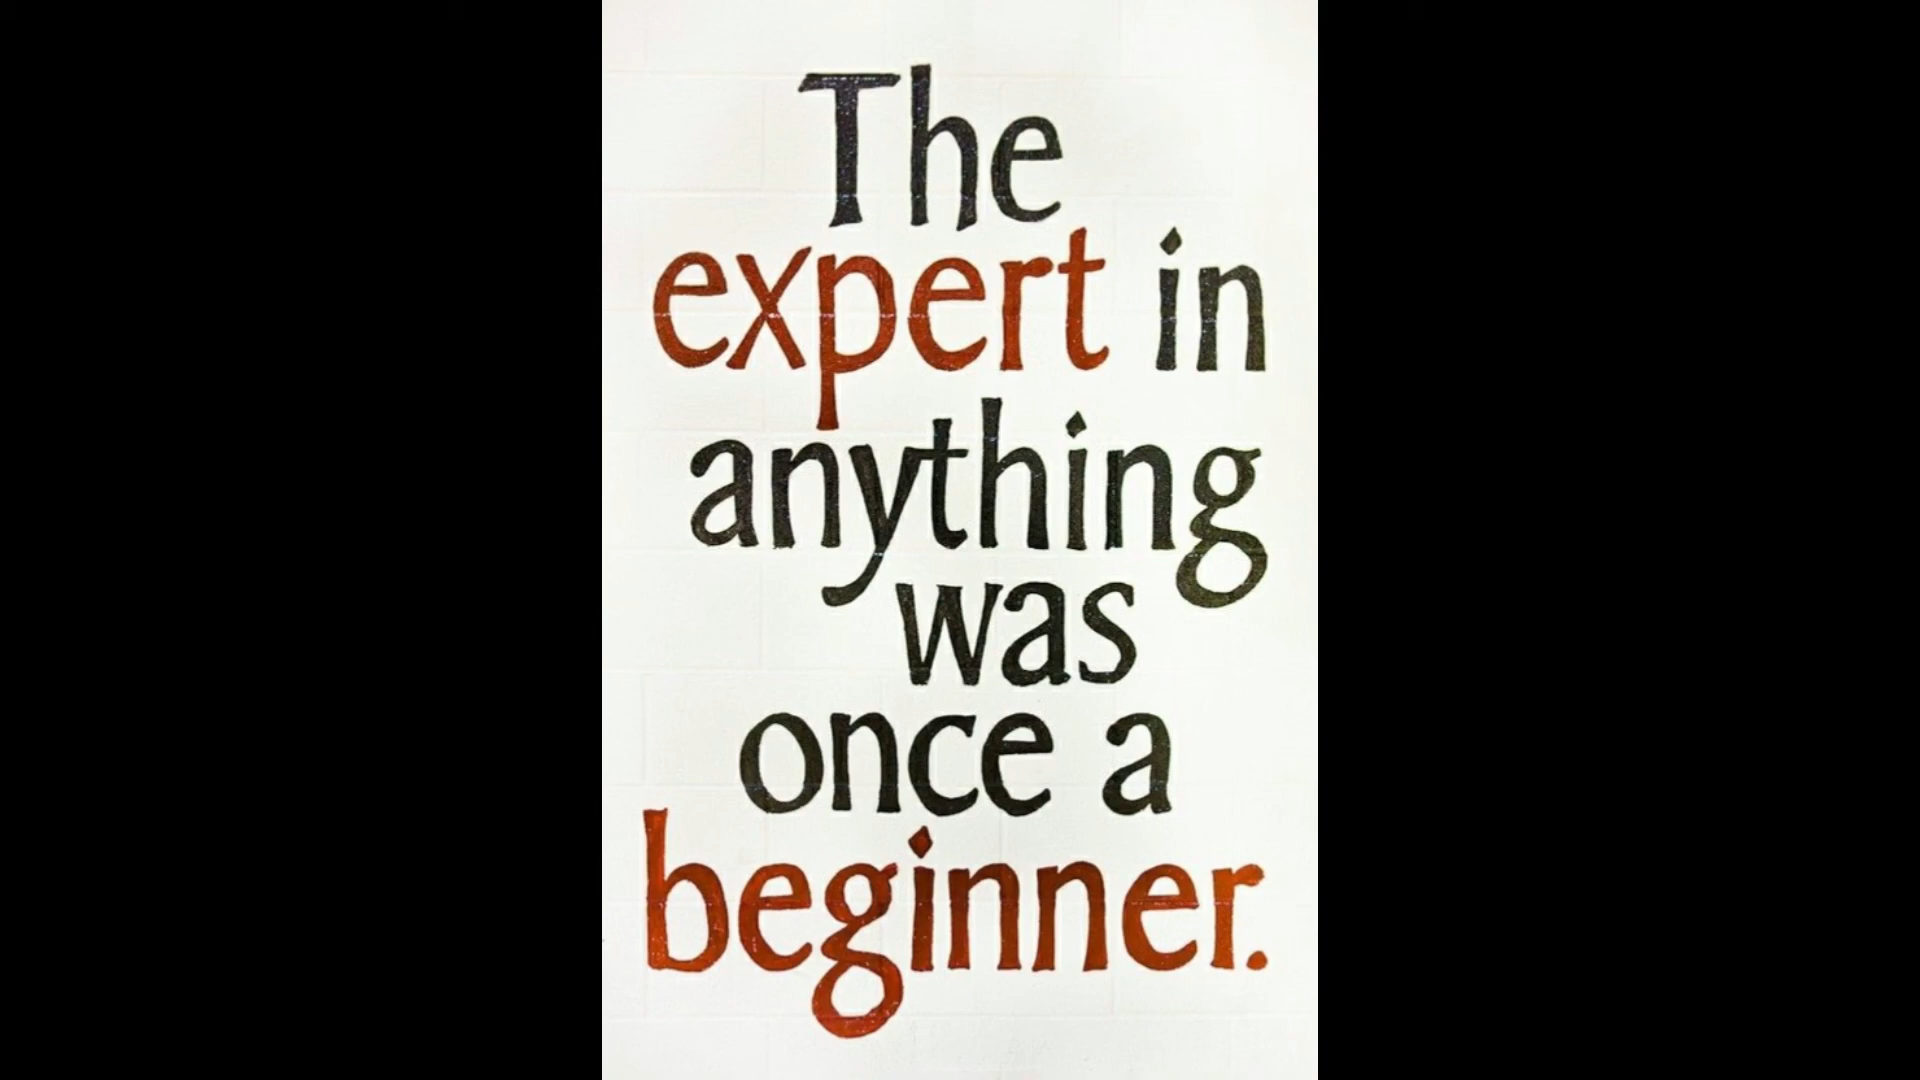 The
expert in
anything
was
once a
beginner.